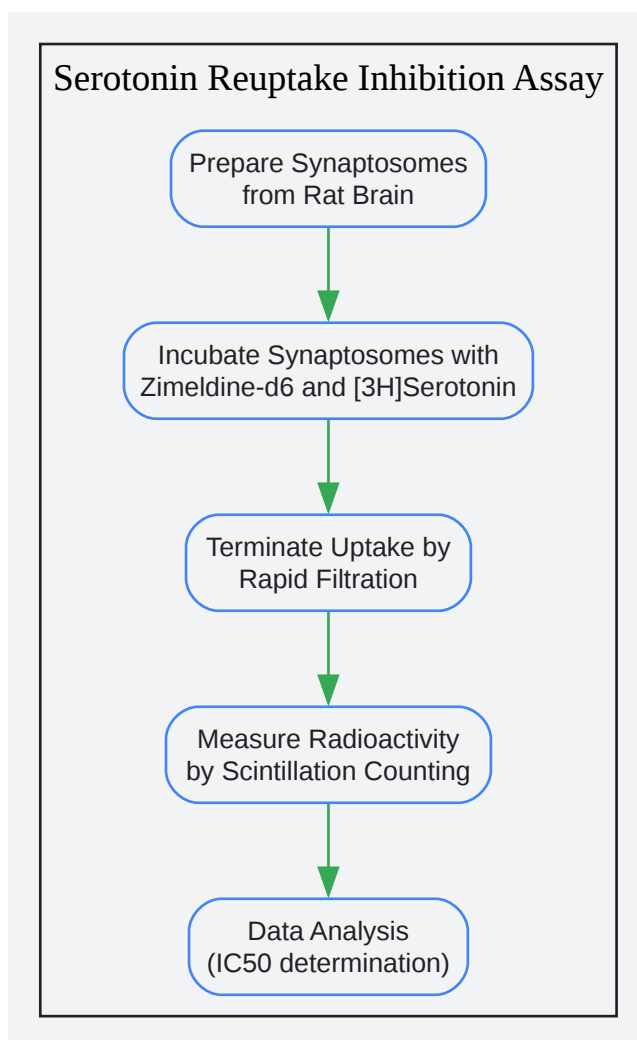 Serotonin Reuptake Inhibition Assay
Prepare Synaptosomes
from Rat Brain
Incubate Synaptosomes with
Zimeldine-d6 and [3H]Serotonin
Terminate Uptake by
Rapid Filtration
Measure Radioactivity
by Scintillation Counting
Data Analysis
(IC50 determination)